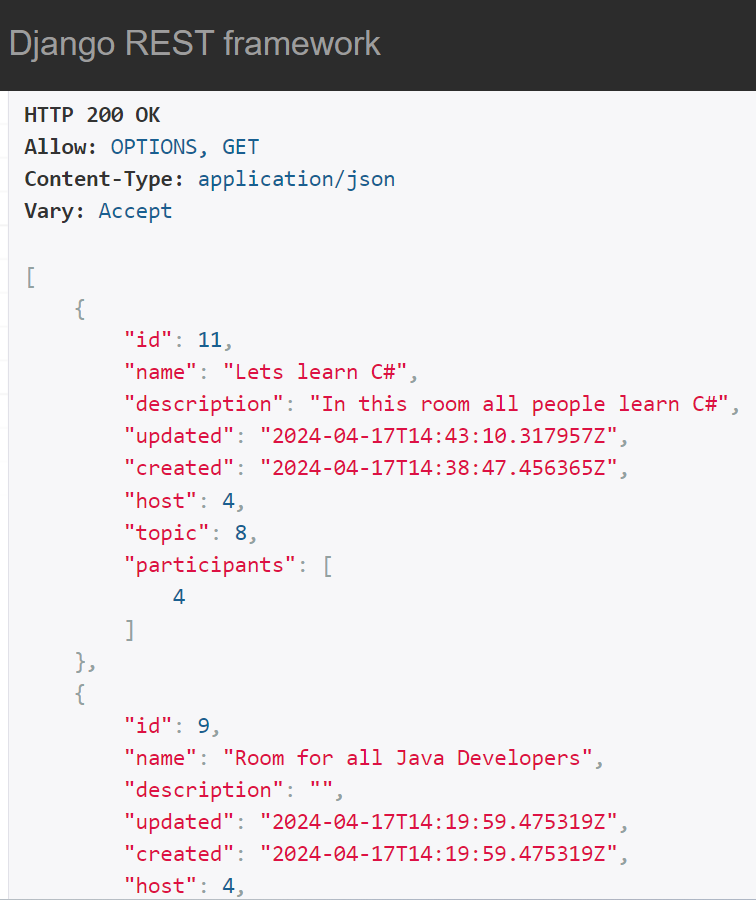 Django REST framework
HTTP 200 OK
Allow: OPTIONS, GET
Content-Type: application/json
Vary: Accept
[
    {
        "id": 11,
        "name": "Lets learn C#",
        "description": "In this room all people learn C#",
        "updated": "2024-04-17T14:43:10.317957Z",
        "created": "2024-04-17T14:38:47.456365Z",
        "host": 4,
        "topic": 8,
        "participants": [
            4
        ]
    },
    {
        "id": 9,
        "name": "Room for all Java Developers",
        "description": "",
        "updated": "2024-04-17T14:19:59.475319Z",
        "created": "2024-04-17T14:19:59.475319Z",
        "host": 4,